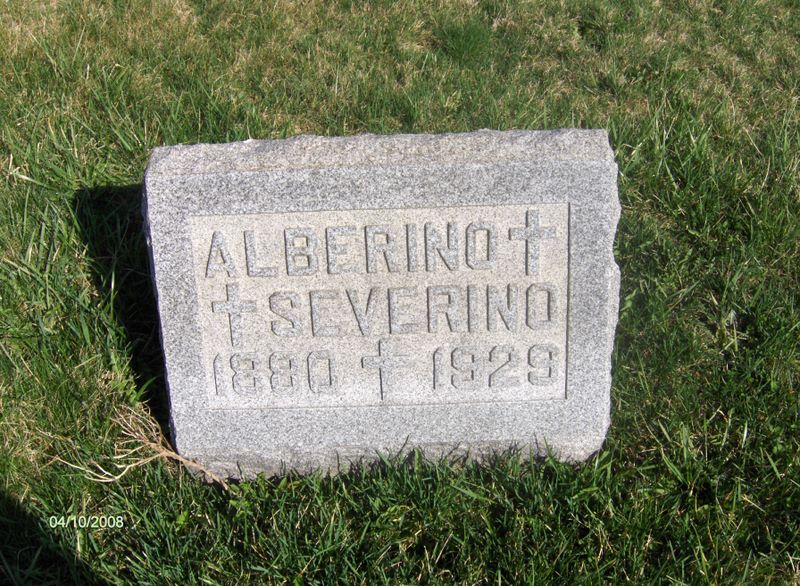 ALBERINO
SEVERINO
1880 1929
04/10/2008